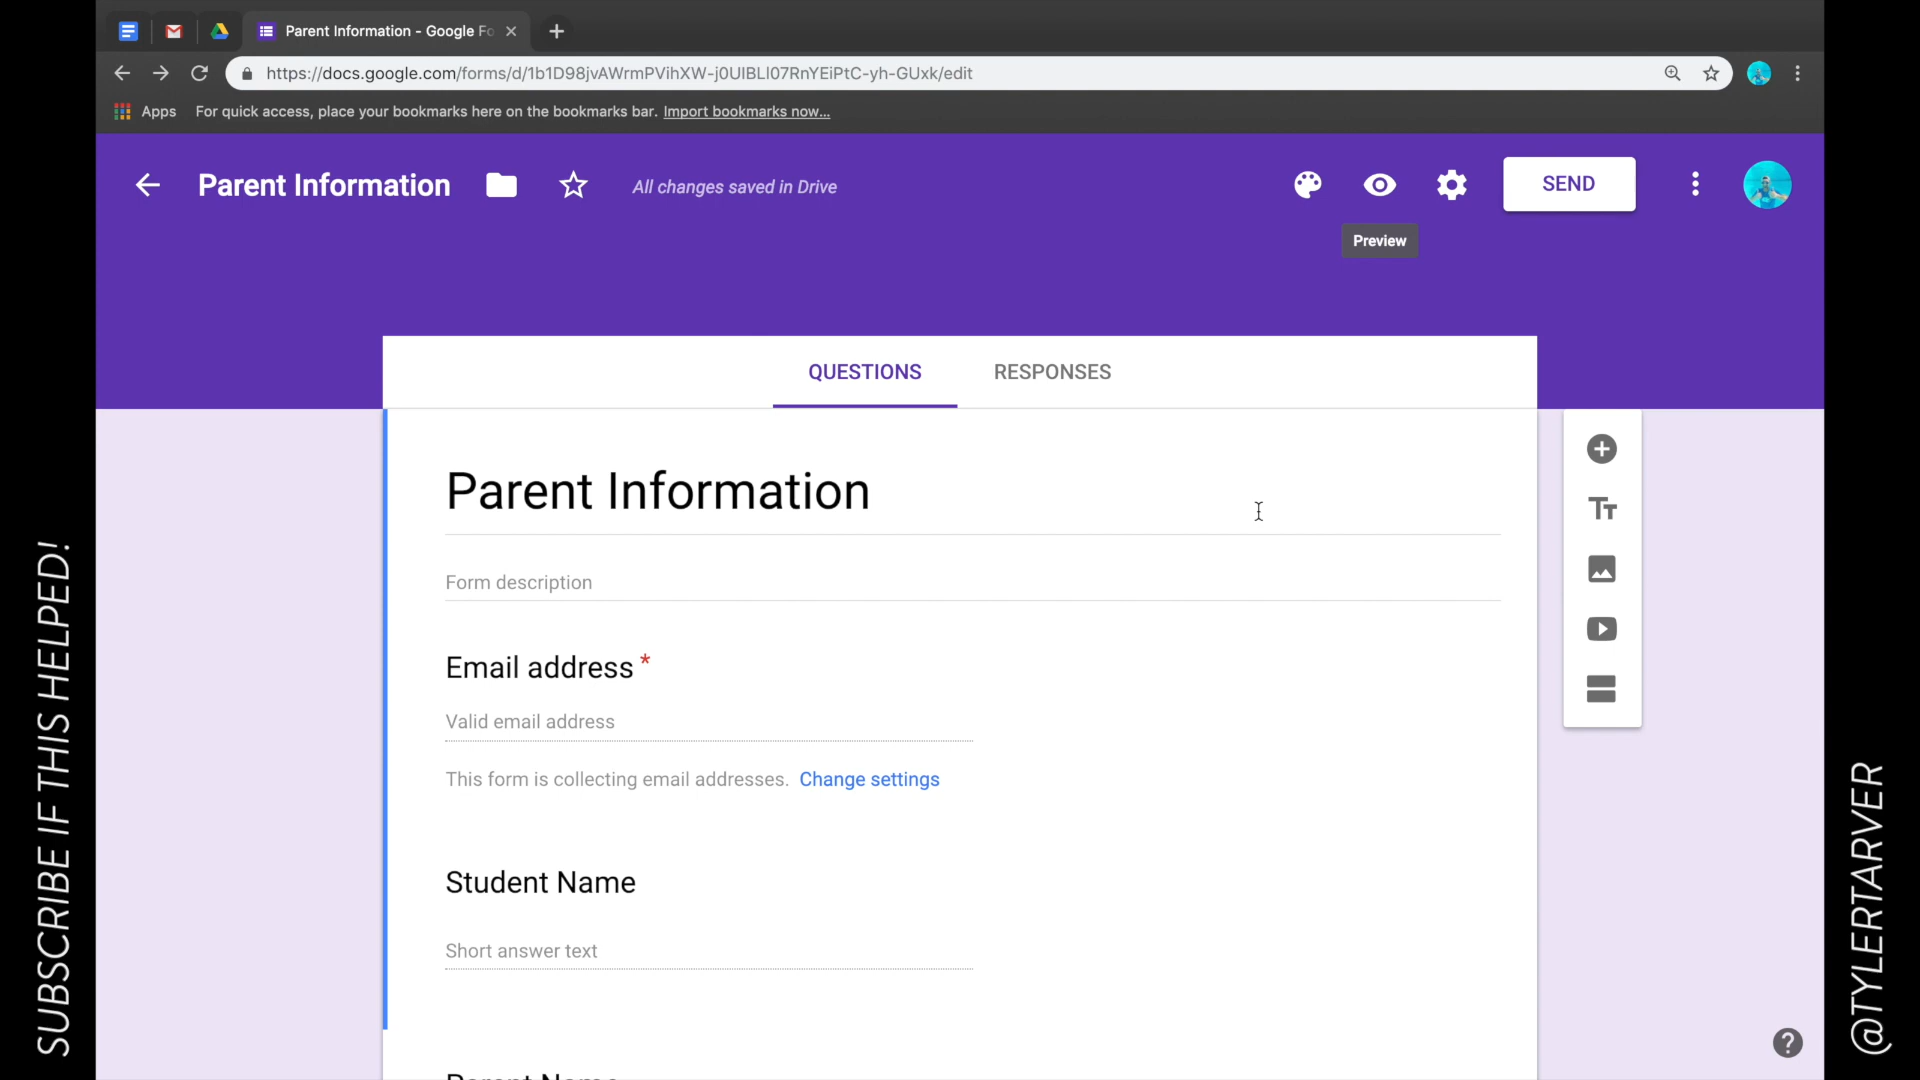 Parent Information - Google Fo
https://docs.google.com/forms/d/1b1D98jvAWrmPVihXW-j0UIBLI07RnYEiPtC-yh-GUxk/edit
Apps For quick access, place your bookmarks here on the bookmarks bar. Import bookmarks now...
Parent Information All changes saved in Drive SEND
Preview
QUESTIONS RESPONSES
Parent Information
Form description
Email address *
Valid email address
This form is collecting email addresses. Change settings
Student Name
Short answer text
Parent Name
SUBSCRIBE IF THIS HELPED!
@TYLERTARVER